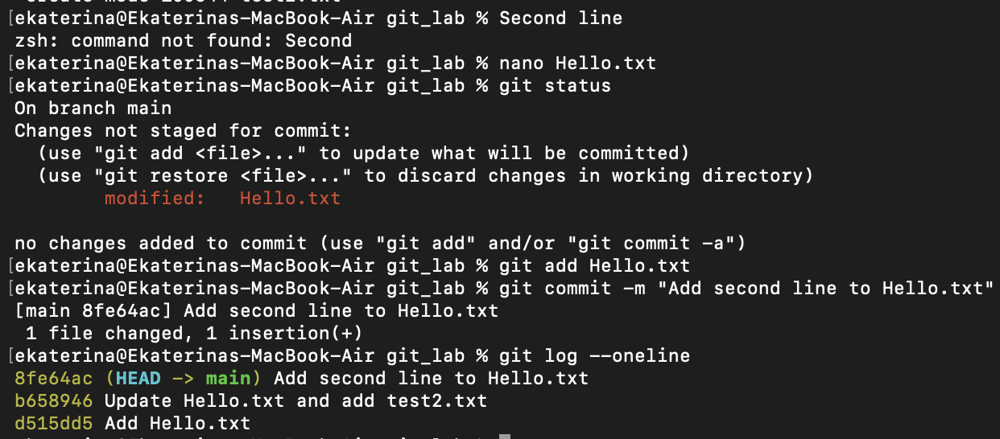 [ekaterina@Ekaterinas-MacBook-Air git_lab % Second line
zsh: command not found: Second
[ekaterina@Ekaterinas-MacBook-Air git_lab % nano Hello.txt
[ekaterina@Ekaterinas-MacBook-Air git_lab % git status
On branch main
Changes not staged for commit:
  (use "git add <file>..." to update what will be committed)
  (use "git restore <file>..." to discard changes in working directory)
        modified:   Hello.txt
no changes added to commit (use "git add" and/or "git commit -a")
[ekaterina@Ekaterinas-MacBook-Air git_lab % git add Hello.txt
[ekaterina@Ekaterinas-MacBook-Air git_lab % git commit -m "Add second line to Hello.txt"
[main 8fe64ac] Add second line to Hello.txt
 1 file changed, 1 insertion(+)
[ekaterina@Ekaterinas-MacBook-Air git_lab % git log --oneline
8fe64ac (HEAD -> main) Add second line to Hello.txt
b658946 Update Hello.txt and add test2.txt
d515dd5 Add Hello.txt